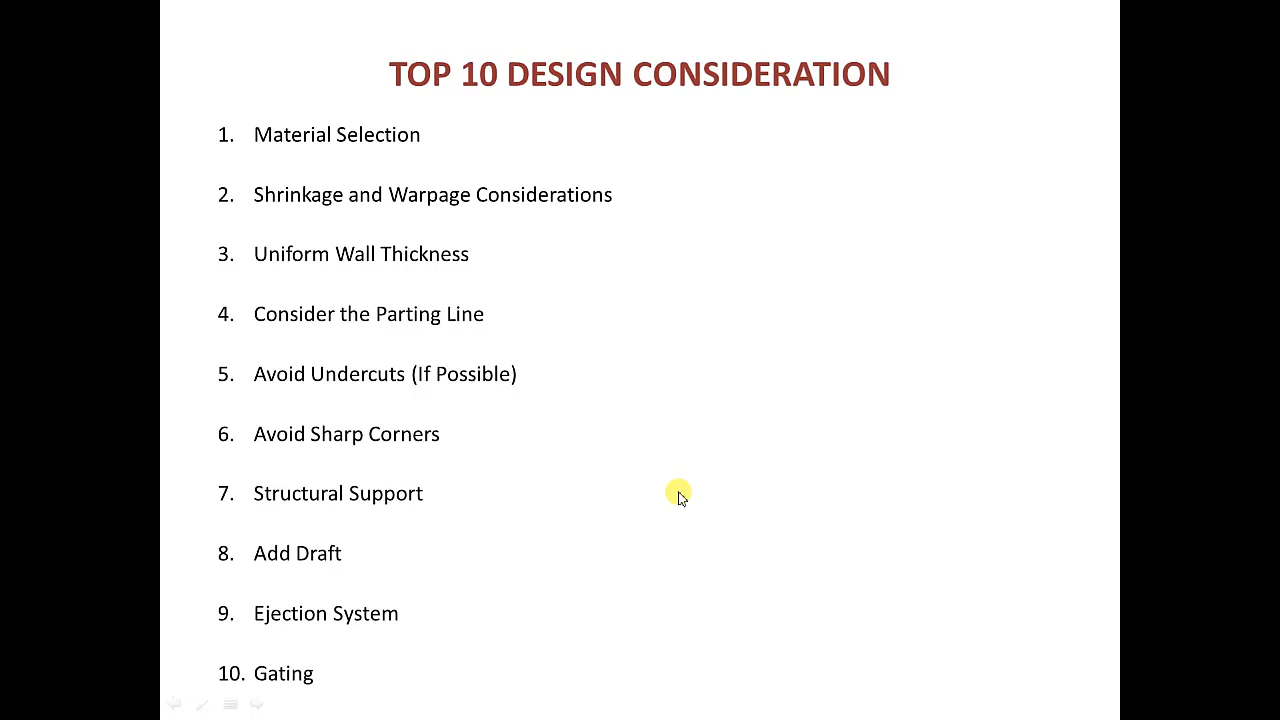 TOP 10 DESIGN CONSIDERATION
1. Material Selection
2. Shrinkage and Warpage Considerations
3. Uniform Wall Thickness
4. Consider the Parting Line
5. Avoid Undercuts (If Possible)
6. Avoid Sharp Corners
7. Structural Support
8. Add Draft
9. Ejection System
10. Gating